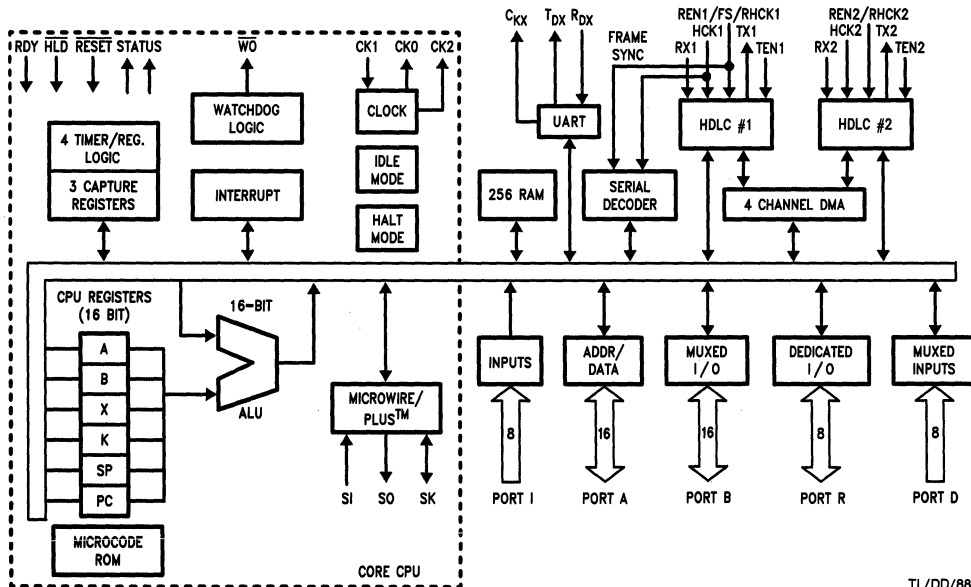 RDY HLD RESET STATUS
WO
CK1 CKO CK2
WATCHDOG
LOGIC
CLOCK
4 TIMER/REG.
LOGIC
3 CAPTURE
REGISTERS
INTERRUPT
IDLE
MODE
HALT
MODE
CKX
TDX RDX
FRAME
SYNC
REN1/FS/RHCK1
HCK1 TX1
RX1 TEN1
REN2/RHCK2
HCK2 TX2
RX2 TEN2
UART
HDLC #1
HDLC #2
256 RAM
SERIAL
DECODER
4 CHANNEL DMA
CPU REGISTERS
(16 BIT)
A
B
X
K
SP
PC
MICROCODE
ROM
16-BIT
ALU
MICROWIRE/
PLUS™
SI SO SK
CORE CPU
INPUTS
ADDR/
DATA
MUXED
I/O
DEDICATED
I/O
MUXED
INPUTS
8 16 16 8 8
PORT I PORT A PORT B PORT R PORT D
TL/DD/88